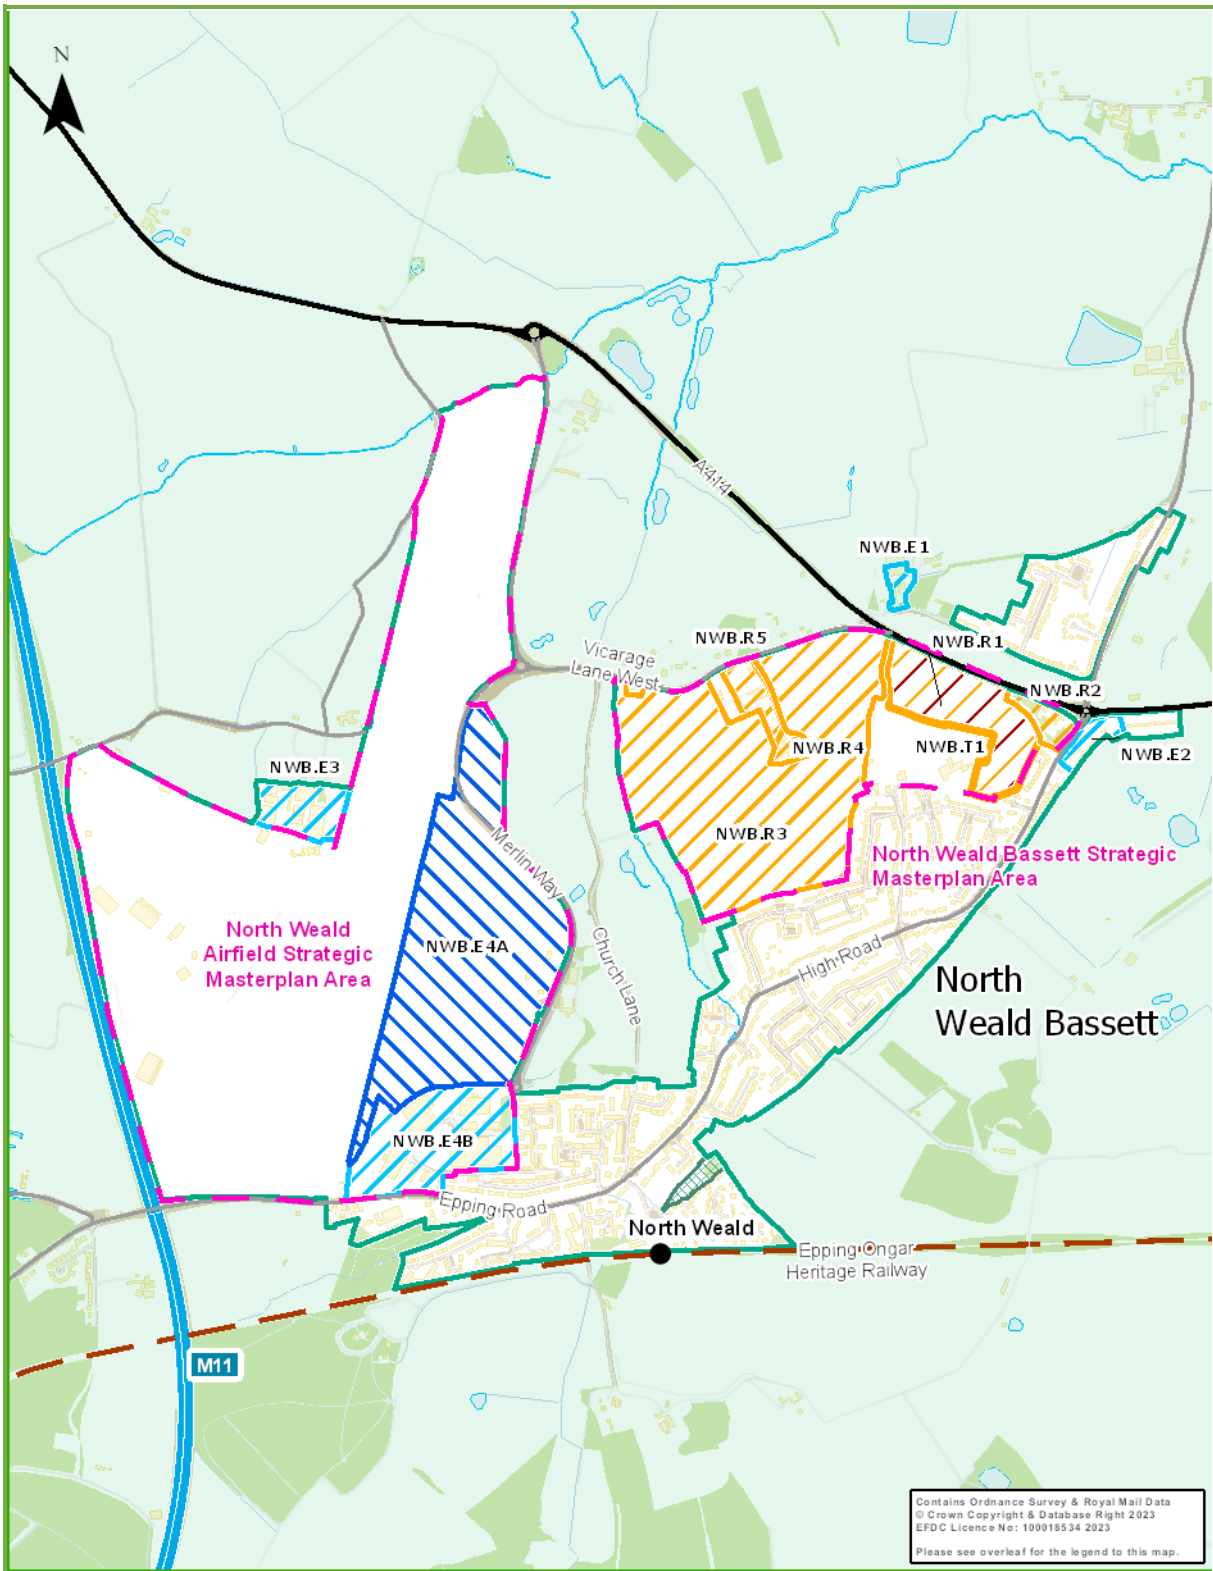 N
A414
NWB.E1
NWB.R5
NWB.R1
Vicarage
Lane West
NWB.R2
NWB.R4
NWB.T1
NWB.E2
NWB.E3
NWB.R3
Merlin Way
North Weald Bassett Strategic
Masterplan Area
North Weald
Airfield Strategic
Masterplan Area
NWB.E4A
Church Lane
High Road
North
Weald Bassett
NWB.E4B
Epping Road
North Weald
Epping Ongar
Heritage Railway
M11
Contains Ordnance Survey & Royal Mail Data
© Crown Copyright & Database Right 2023
EFDC Licence No: 100018534 2023
Please see overleaf for the legend to this map.